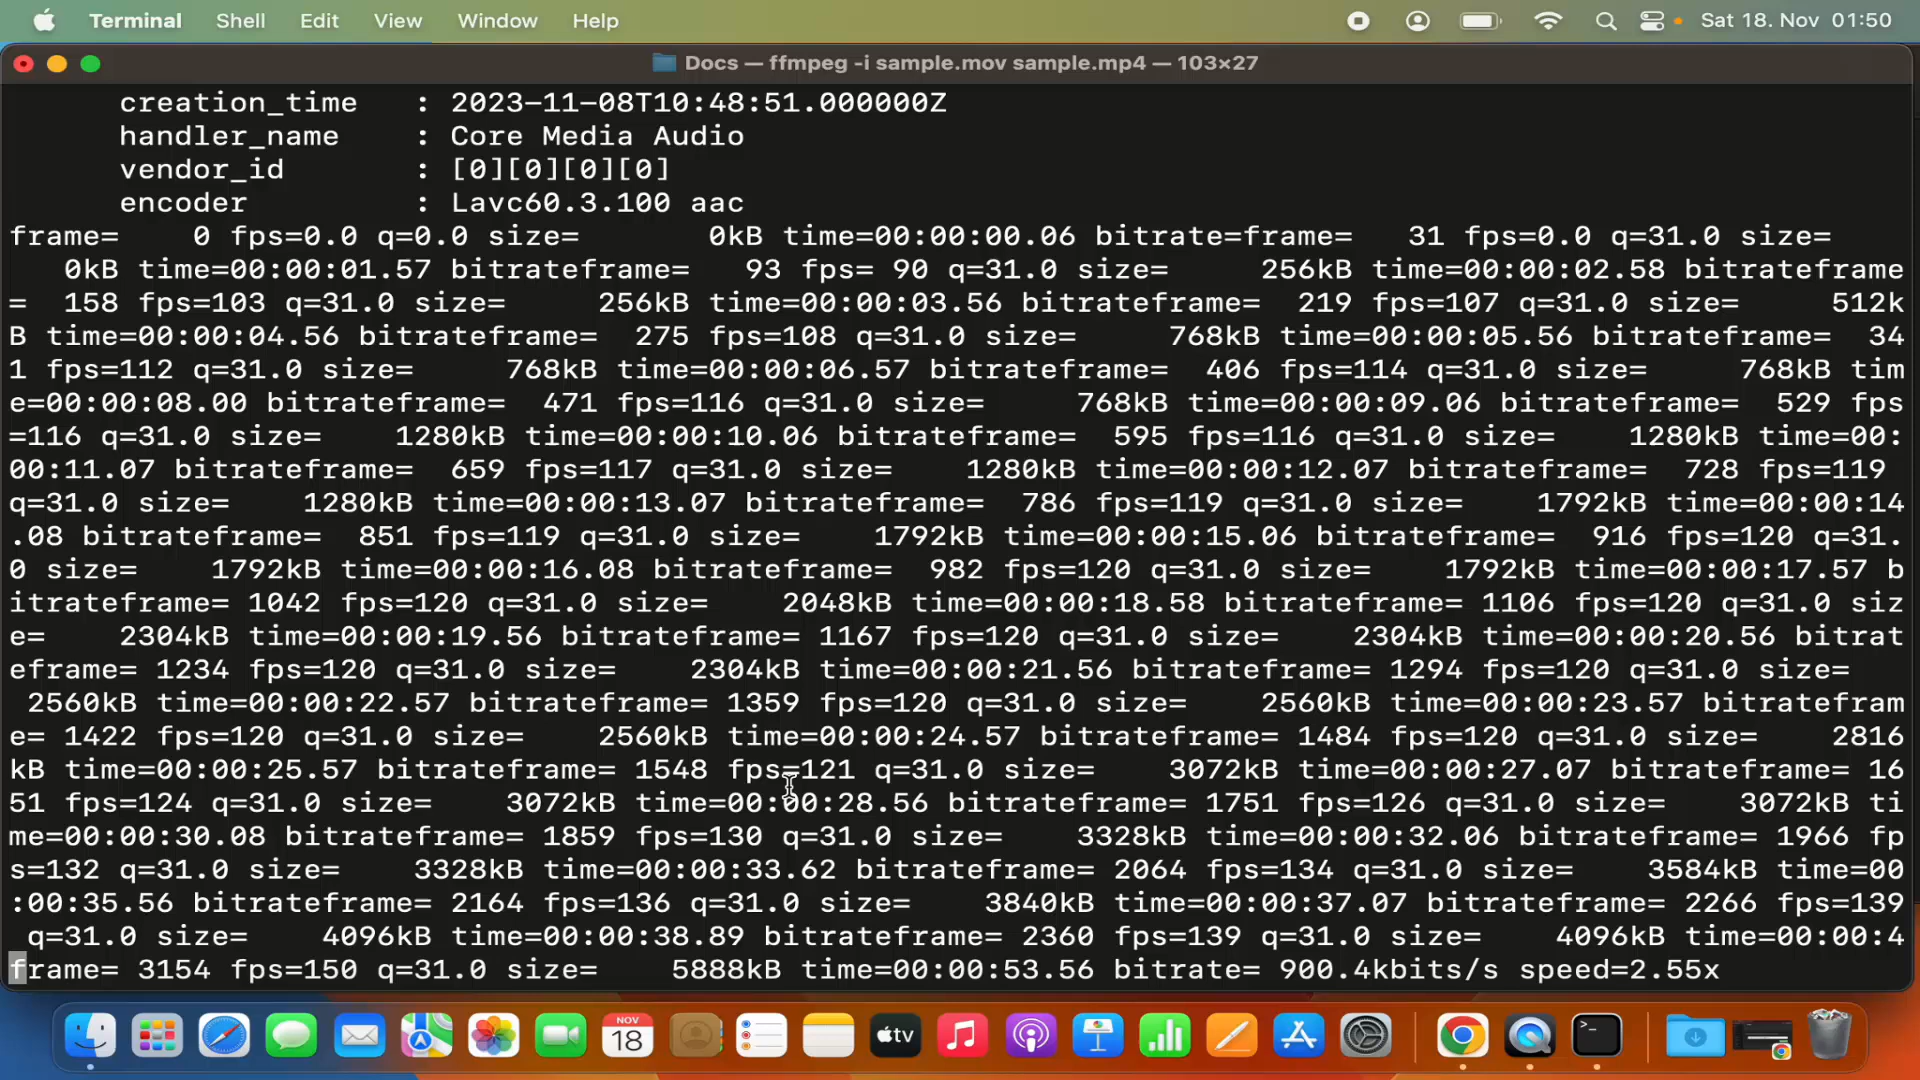 Terminal Shell Edit View Window Help Sat 18. Nov 01:50
Docs — ffmpeg -i sample.mov sample.mp4 — 103×27
creation_time : 2023-11-08T10:48:51.000000Z
handler_name : Core Media Audio
vendor_id : [0][0][0][0]
encoder : Lavc60.3.100 aac
frame= 0 fps=0.0 q=0.0 size= 0kB time=00:00:00.06 bitrate=frame= 31 fps=0.0 q=31.0 size=
0kB time=00:00:01.57 bitrateframe= 93 fps= 90 q=31.0 size= 256kB time=00:00:02.58 bitrateframe
= 158 fps=103 q=31.0 size= 256kB time=00:00:03.56 bitrateframe= 219 fps=107 q=31.0 size= 512k
B time=00:00:04.56 bitrateframe= 275 fps=108 q=31.0 size= 768kB time=00:00:05.56 bitrateframe= 34
1 fps=112 q=31.0 size= 768kB time=00:00:06.57 bitrateframe= 406 fps=114 q=31.0 size= 768kB tim
e=00:00:08.00 bitrateframe= 471 fps=116 q=31.0 size= 768kB time=00:00:09.06 bitrateframe= 529 fps
=116 q=31.0 size= 1280kB time=00:00:10.06 bitrateframe= 595 fps=116 q=31.0 size= 1280kB time=00:
00:11.07 bitrateframe= 659 fps=117 q=31.0 size= 1280kB time=00:00:12.07 bitrateframe= 728 fps=119
q=31.0 size= 1280kB time=00:00:13.07 bitrateframe= 786 fps=119 q=31.0 size= 1792kB time=00:00:14
.08 bitrateframe= 851 fps=119 q=31.0 size= 1792kB time=00:00:15.06 bitrateframe= 916 fps=120 q=31.
0 size= 1792kB time=00:00:16.08 bitrateframe= 982 fps=120 q=31.0 size= 1792kB time=00:00:17.57 b
itrateframe= 1042 fps=120 q=31.0 size= 2048kB time=00:00:18.58 bitrateframe= 1106 fps=120 q=31.0 siz
e= 2304kB time=00:00:19.56 bitrateframe= 1167 fps=120 q=31.0 size= 2304kB time=00:00:20.56 bitrat
eframe= 1234 fps=120 q=31.0 size= 2304kB time=00:00:21.56 bitrateframe= 1294 fps=120 q=31.0 size=
2560kB time=00:00:22.57 bitrateframe= 1359 fps=120 q=31.0 size= 2560kB time=00:00:23.57 bitratefram
e= 1422 fps=120 q=31.0 size= 2560kB time=00:00:24.57 bitrateframe= 1484 fps=120 q=31.0 size= 2816
kB time=00:00:25.57 bitrateframe= 1548 fps=121 q=31.0 size= 3072kB time=00:00:27.07 bitrateframe= 16
51 fps=124 q=31.0 size= 3072kB time=00:00:28.56 bitrateframe= 1751 fps=126 q=31.0 size= 3072kB ti
me=00:00:30.08 bitrateframe= 1859 fps=130 q=31.0 size= 3328kB time=00:00:32.06 bitrateframe= 1966 fp
s=132 q=31.0 size= 3328kB time=00:00:33.62 bitrateframe= 2064 fps=134 q=31.0 size= 3584kB time=00
:00:35.56 bitrateframe= 2164 fps=136 q=31.0 size= 3840kB time=00:00:37.07 bitrateframe= 2266 fps=139
q=31.0 size= 4096kB time=00:00:38.89 bitrateframe= 2360 fps=139 q=31.0 size= 4096kB time=00:00:4
frame= 3154 fps=150 q=31.0 size= 5888kB time=00:00:53.56 bitrate= 900.4kbits/s speed=2.55x
NOV
18
tv